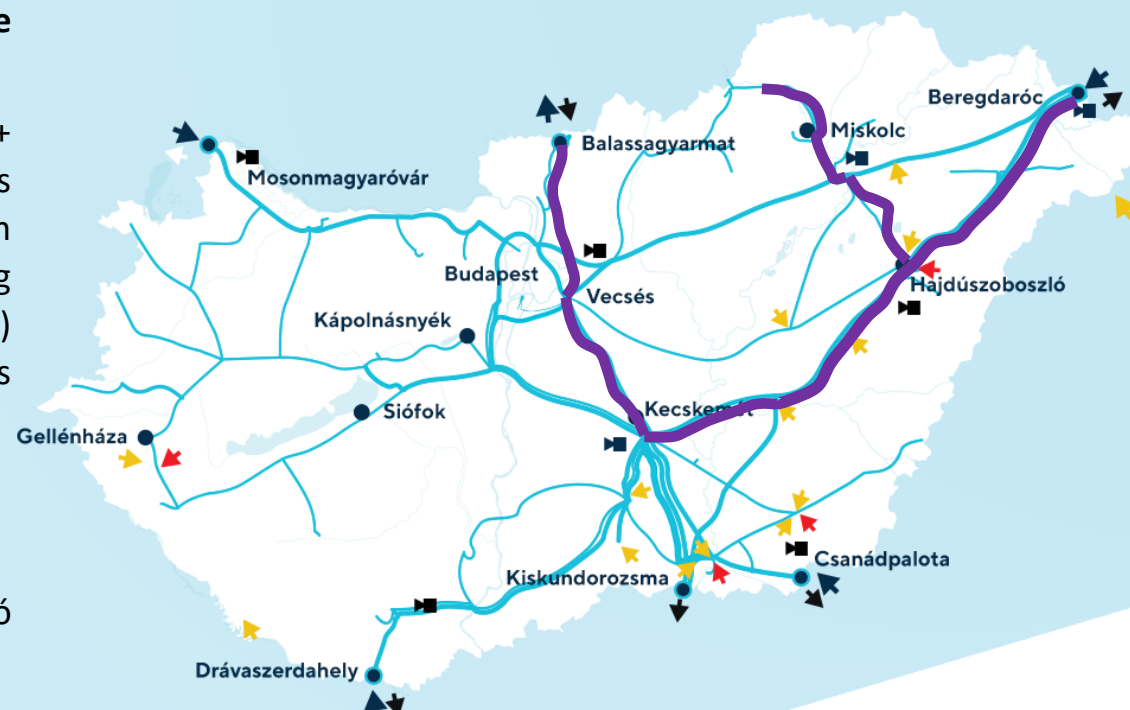 e
+
s
n
g
)
s
ó
Beregdaróc
Balassagyarmat
Miskolc
Mosonmagyaróvár
Budapest
Vecsés
Hajdúszoboszló
Kápolnásnyék
Siófok
Kecskemét
Gellénháza
Kiskundorozsma
Csanádpalota
Drávaszerdahely